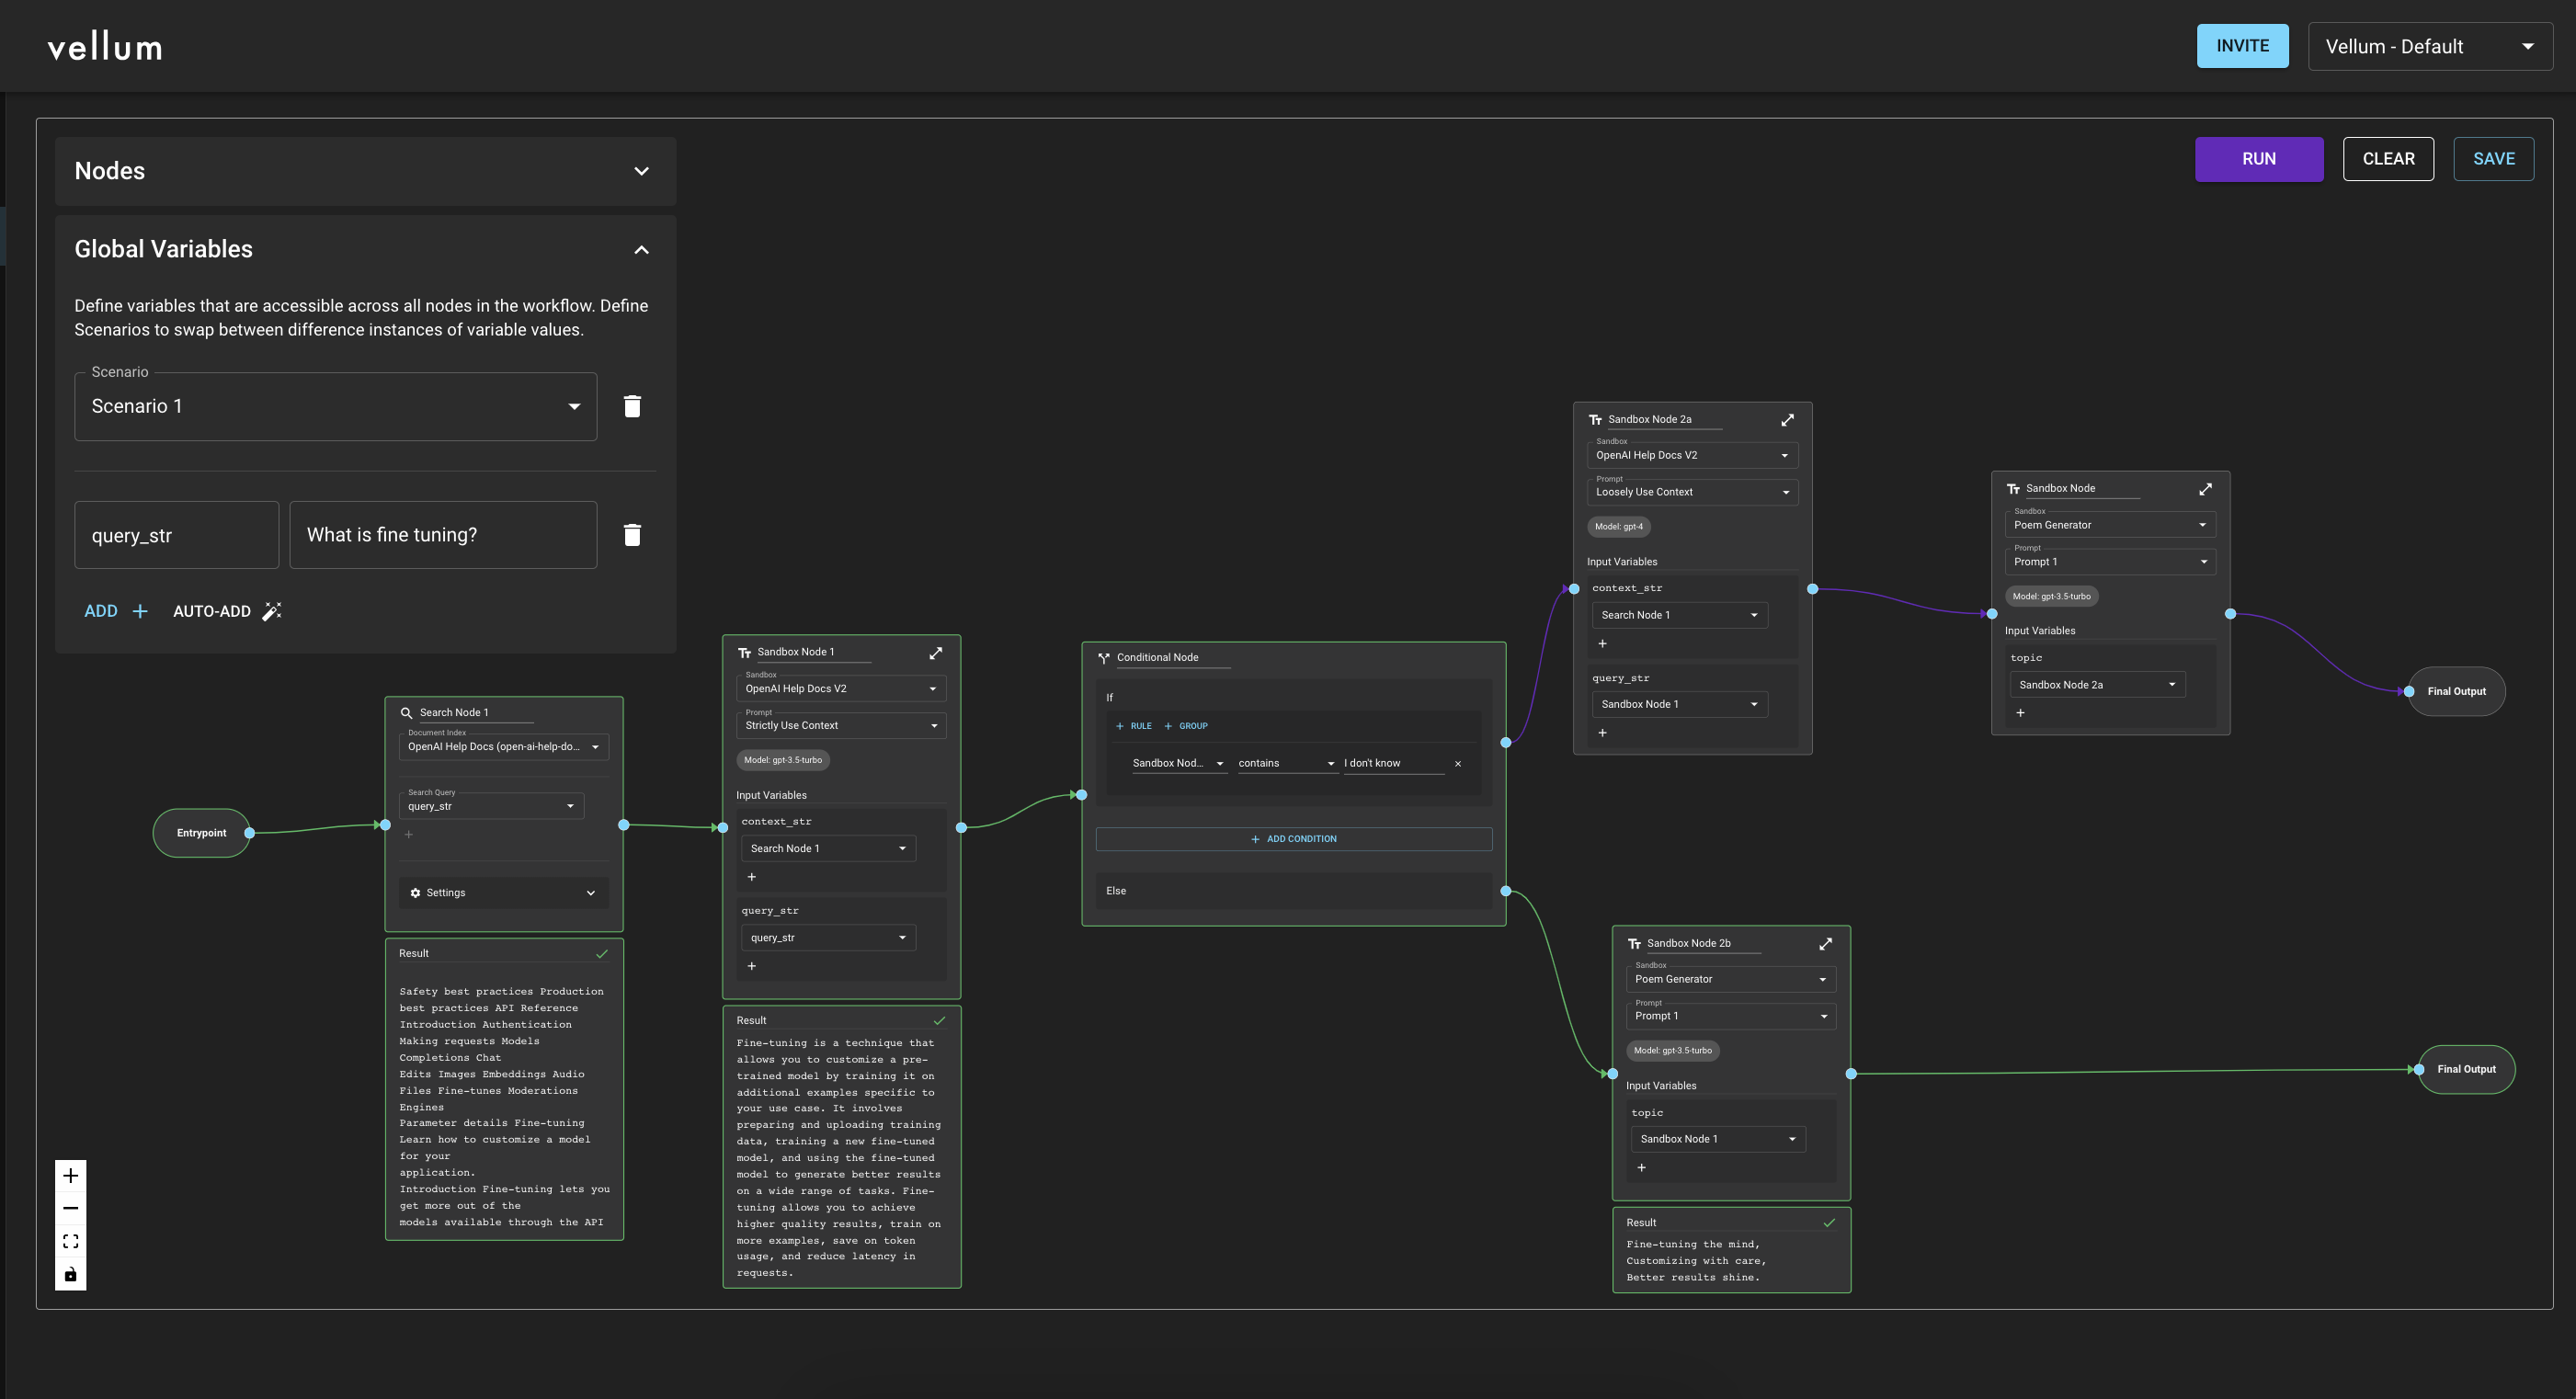 vellum
INVITE
Vellum - Default
Nodes
RUN
CLEAR
SAVE
Global Variables
Define variables that are accessible across all nodes in the workflow. Define
Scenarios to swap between difference instances of variable values.
Scenario
Scenario 1
query_str
What is fine tuning?
ADD +
AUTO-ADD
Entrypoint
Search Node 1
Document Index
OpenAI Help Docs (open-ai-help-do...
Search Query
query_str
+
Settings
Result
Safety best practices Production
best practices API Reference
Introduction Authentication
Making requests Models
Completions Chat
Edits Images Embeddings Audio
Files Fine-tunes Moderations
Engines
Parameter details Fine-tuning
Learn how to customize a model
for your
application.
Introduction Fine-tuning lets you
get more out of the
models available through the API
Sandbox Node 1
Sandbox
OpenAI Help Docs V2
Prompt
Strictly Use Context
Model: gpt-3.5-turbo
Input Variables
context_str
Search Node 1
+
query_str
query_str
+
Result
Fine-tuning is a technique that
allows you to customize a pre-
trained model by training it on
additional examples specific to
your use case. It involves
preparing and uploading training
data, training a new fine-tuned
model, and using the fine-tuned
model to generate better results
on a wide range of tasks. Fine-
tuning allows you to achieve
higher quality results, train on
more examples, save on token
usage, and reduce latency in
requests.
Conditional Node
If
+ RULE + GROUP
Sandbox Nod... contains I don't know ×
+ ADD CONDITION
Else
Sandbox Node 2a
Sandbox
OpenAI Help Docs V2
Prompt
Loosely Use Context
Model: gpt-4
Input Variables
context_str
Search Node 1
+
query_str
Sandbox Node 1
+
Sandbox Node
Sandbox
Poem Generator
Prompt
Prompt 1
Model: gpt-3.5-turbo
Input Variables
topic
Sandbox Node 2a
+
Final Output
Sandbox Node 2b
Sandbox
Poem Generator
Prompt
Prompt 1
Model: gpt-3.5-turbo
Input Variables
topic
Sandbox Node 1
+
Result
Fine-tuning the mind,
Customizing with care,
Better results shine.
Final Output